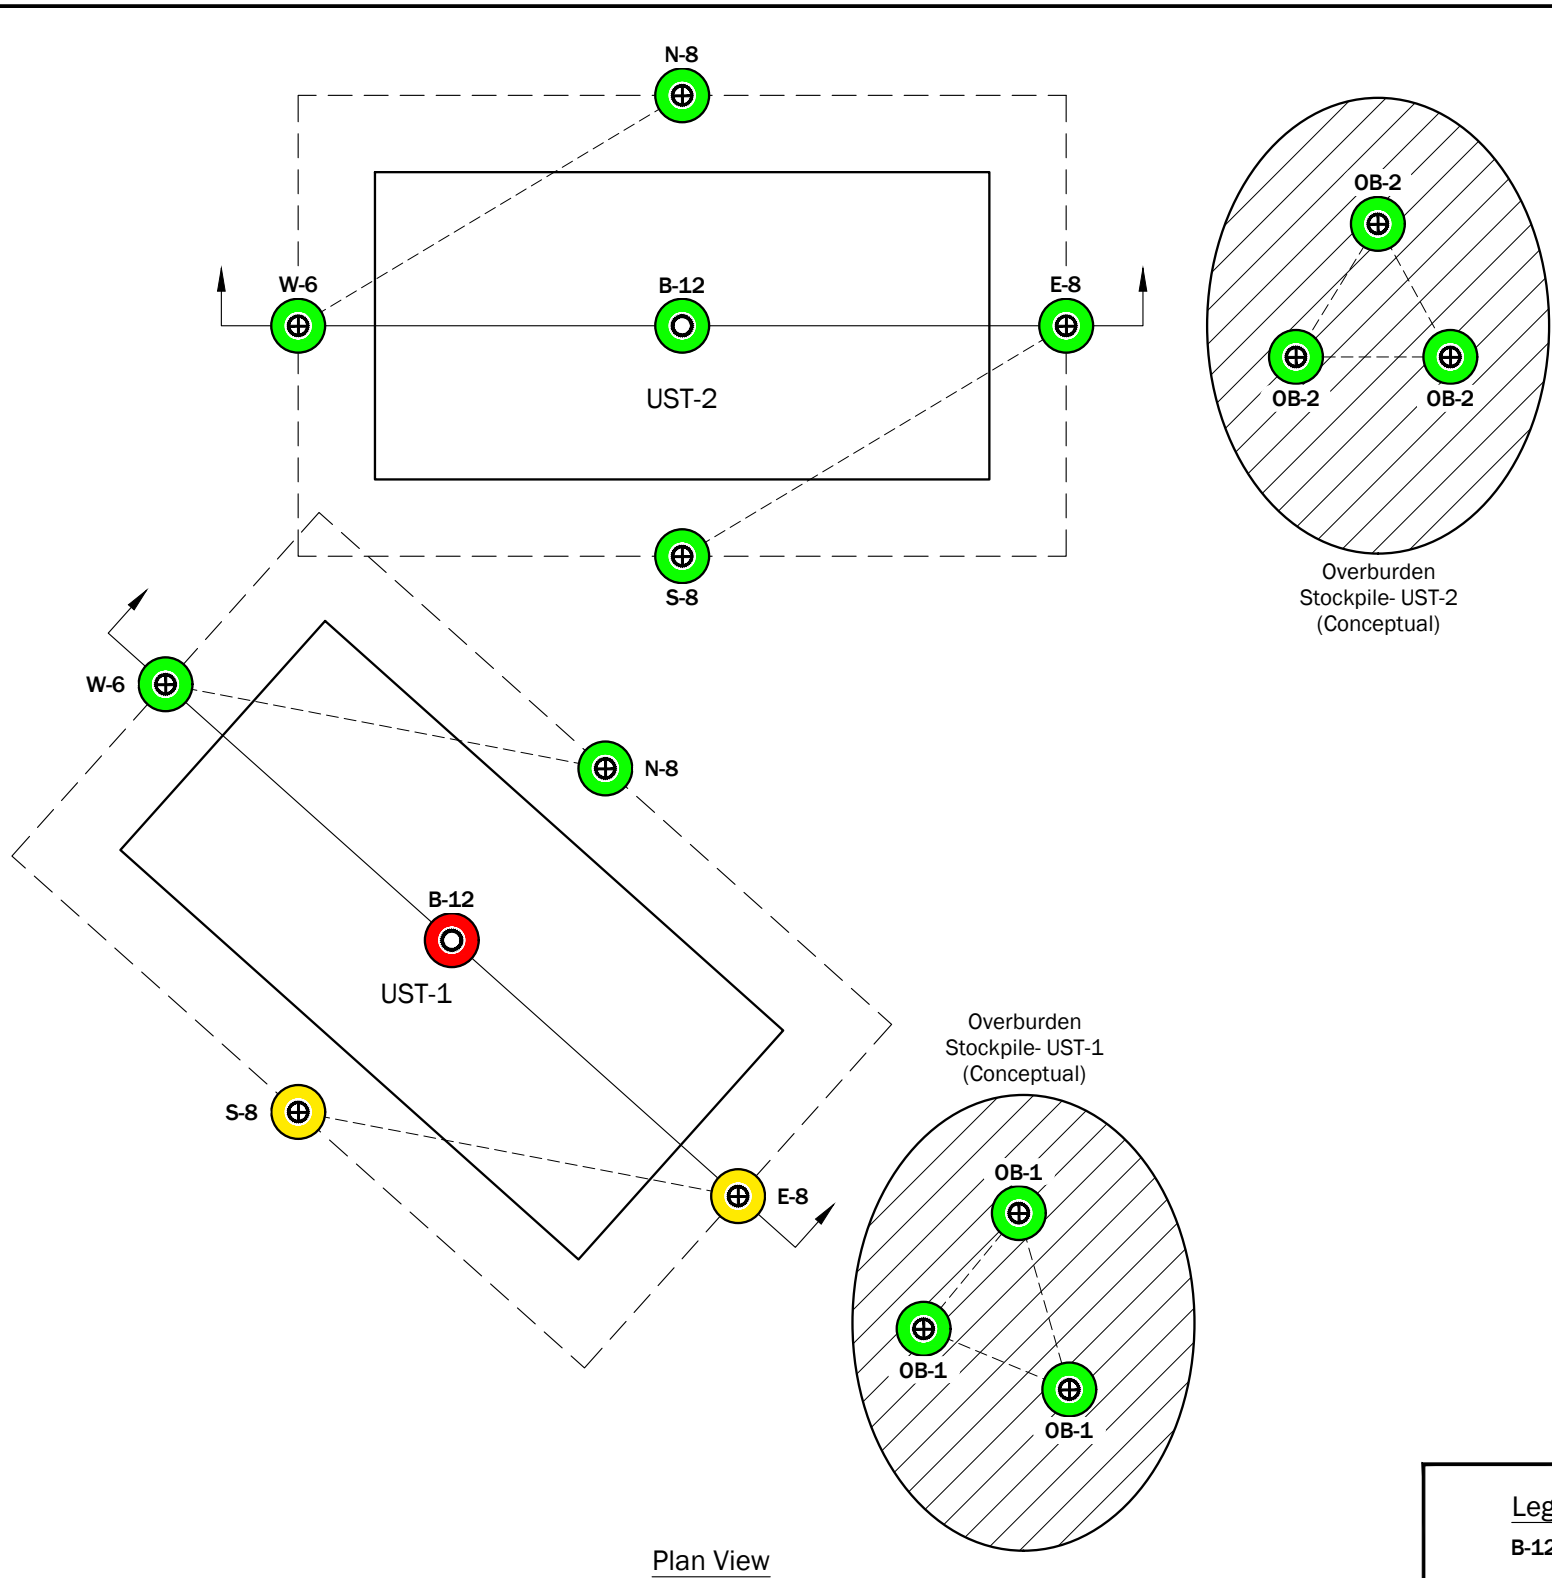 N-8
W-6
B-12
E-8
UST-2
S-8
OB-2
OB-2
OB-2
Overburden
Stockpile- UST-2
(Conceptual)
W-6
N-8
B-12
UST-1
S-8
E-8
Overburden
Stockpile- UST-1
(Conceptual)
OB-1
OB-1
OB-1
Plan View
Leg
B-12